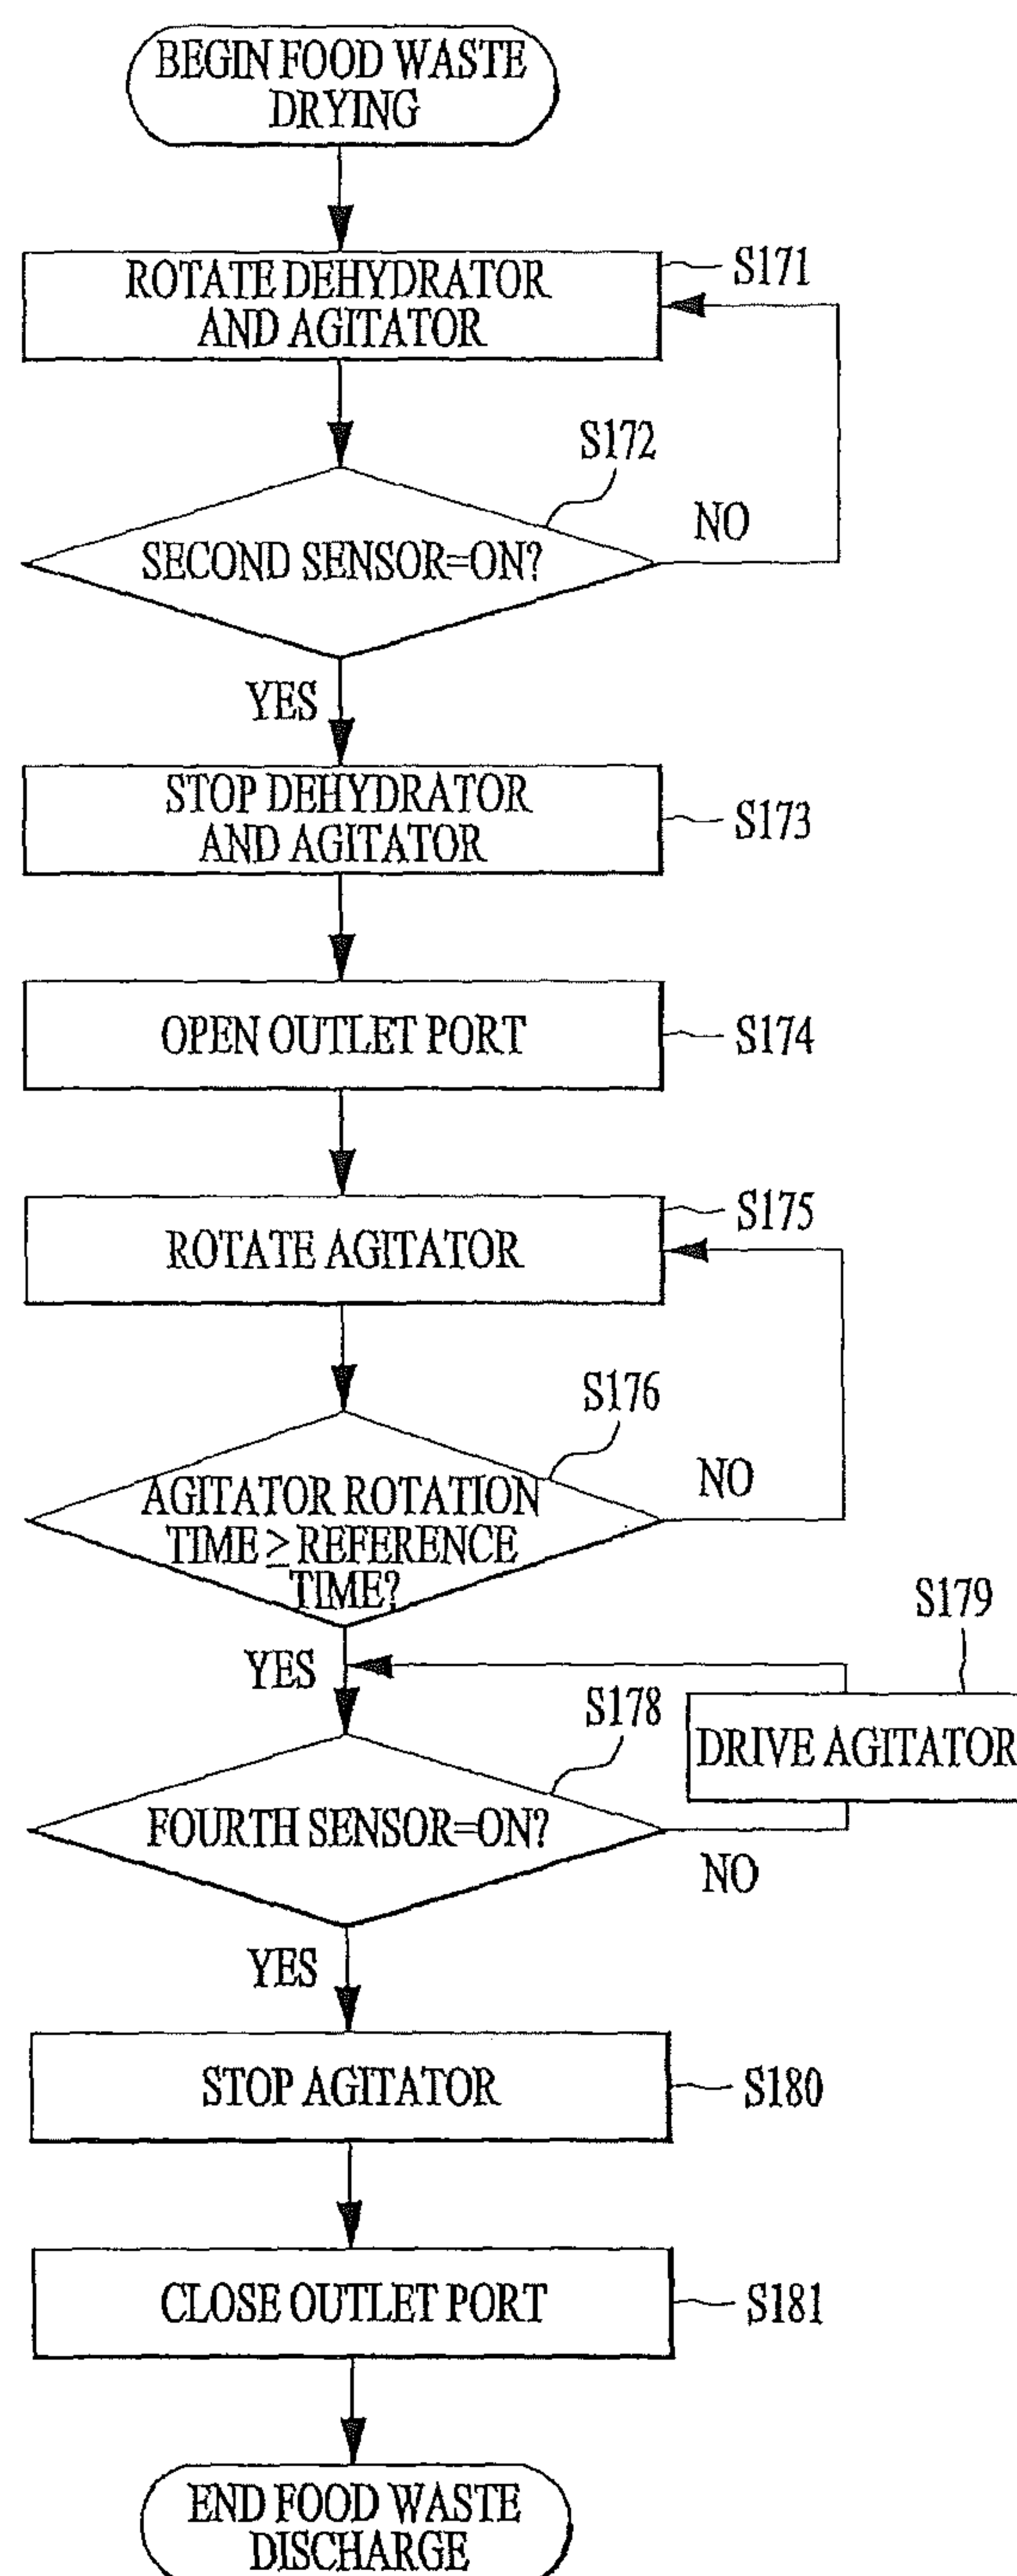 BEGIN FOOD WASTE
DRYING
ROTATE DEHYDRATOR
AND AGITATOR
S171
S172
SECOND SENSOR=ON?
NO
YES
STOP DEHYDRATOR
AND AGITATOR
S173
OPEN OUTLET PORT
S174
ROTATE AGITATOR
S175
S176
AGITATOR ROTATION
TIME ≥ REFERENCE
TIME?
NO
YES
S179
DRIVE AGITATOR
S178
FOURTH SENSOR=ON?
NO
YES
STOP AGITATOR
S180
CLOSE OUTLET PORT
S181
END FOOD WASTE
DISCHARGE